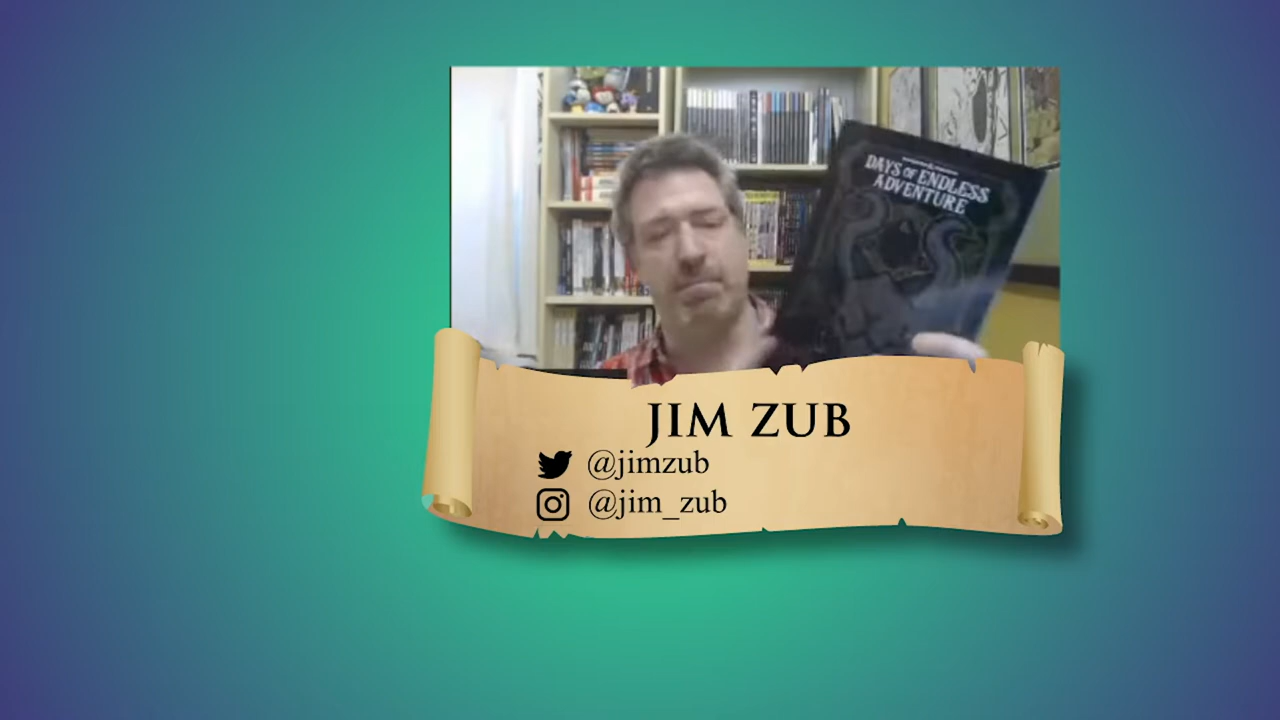 DAYS OF ENDLESS
ADVENTURE
JIM ZUB
@jimzub
@jim_zub